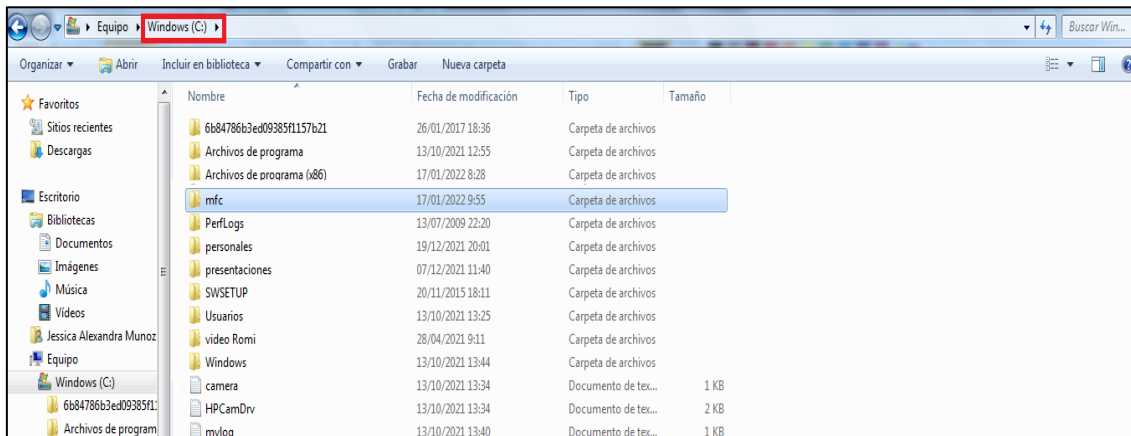 Equipo Windows (C:)
Buscar Win...
Organizar Abrir Incluir en biblioteca Compartir con Grabar Nueva carpeta
Favoritos
Sitios recientes
Descargas
Escritorio
Bibliotecas
Documentos
Imágenes
Música
Vídeos
Jessica Alexandra Munoz
Equipo
Windows (C:)
6b84786b3ed09385f1
Archivos de program
Nombre Fecha de modificación Tipo Tamaño
6b84786b3ed09385f1157b21 26/01/2017 18:36 Carpeta de archivos
Archivos de programa 13/10/2021 12:55 Carpeta de archivos
Archivos de programa (x86) 17/01/2022 8:28 Carpeta de archivos
mfc 17/01/2022 9:55 Carpeta de archivos
PerfLogs 13/07/2009 22:20 Carpeta de archivos
personales 19/12/2021 20:01 Carpeta de archivos
presentaciones 07/12/2021 11:40 Carpeta de archivos
SWSETUP 20/11/2015 18:11 Carpeta de archivos
Usuarios 13/10/2021 13:25 Carpeta de archivos
video Romi 28/04/2021 9:11 Carpeta de archivos
Windows 13/10/2021 13:44 Carpeta de archivos
camera 13/10/2021 13:34 Documento de tex... 1 KB
HPCamDrv 13/10/2021 13:34 Documento de tex... 2 KB
mylog 13/10/2021 13:40 Documento de tex... 1 KB